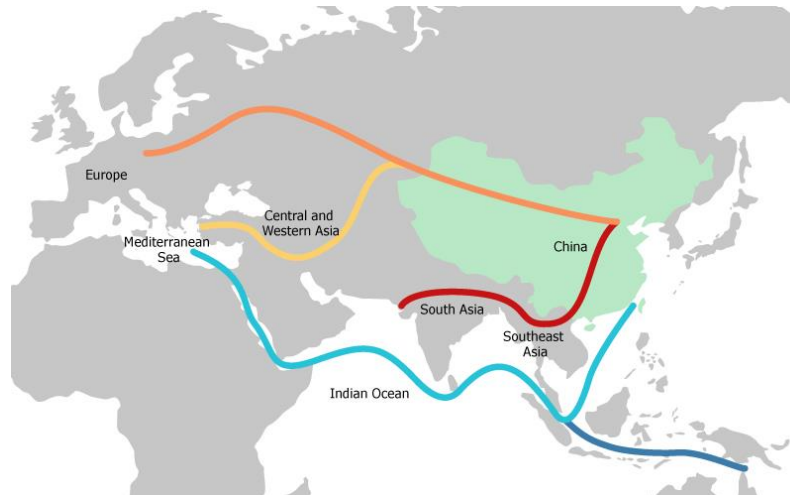 Europe
Central and
Western Asia
Mediterranean
Sea
China
South Asia
Southeast
Asia
Indian Ocean